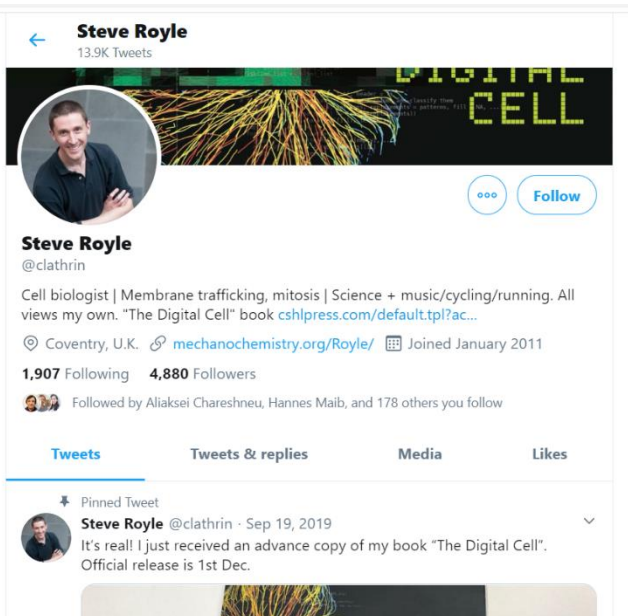 Steve Royle
13.9K Tweets
DIGITAL
CELL
Follow
Steve Royle
@clathrin
Cell biologist | Membrane trafficking, mitosis | Science + music/cycling/running. All
views my own. "The Digital Cell" book cshlpress.com/default.tpl?ac...
Coventry, U.K. mechanochemistry.org/Royle/ Joined January 2011
1,907 Following 4,880 Followers
Followed by Aliaksei Chareshneu, Hannes Maib, and 178 others you follow
Tweets Tweets & replies Media Likes
Pinned Tweet
Steve Royle @clathrin · Sep 19, 2019
It's real! I just received an advance copy of my book "The Digital Cell".
Official release is 1st Dec.